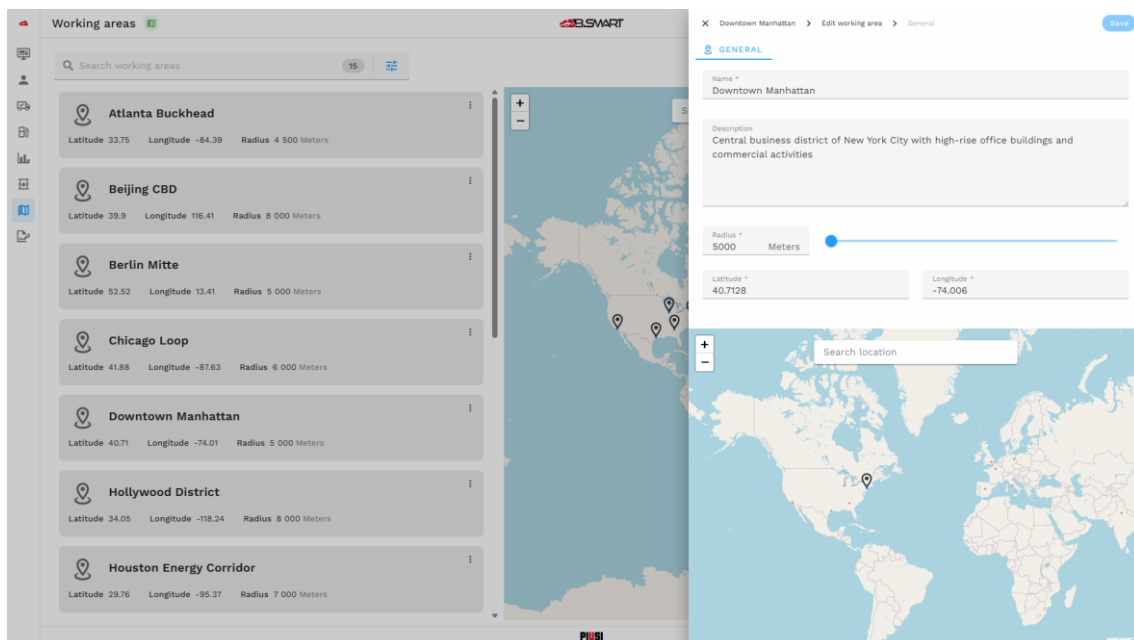 Working areas
B.SMART
Search working areas
15
Atlanta Buckhead
Latitude 33.75 Longitude -84.39 Radius 4 500 Meters
Beijing CBD
Latitude 39.9 Longitude 116.41 Radius 8 000 Meters
Berlin Mitte
Latitude 52.52 Longitude 13.41 Radius 5 000 Meters
Chicago Loop
Latitude 41.88 Longitude -87.63 Radius 6 000 Meters
Downtown Manhattan
Latitude 40.71 Longitude -74.01 Radius 5 000 Meters
Hollywood District
Latitude 34.05 Longitude -118.24 Radius 8 000 Meters
Houston Energy Corridor
Latitude 29.76 Longitude -95.37 Radius 7 000 Meters
+
−
PIUSI
Downtown Manhattan > Edit working area > General
Save
GENERAL
Name *
Downtown Manhattan
Description
Central business district of New York City with high-rise office buildings and
commercial activities
Radius *
5000 Meters
Latitude *
40.7128
Longitude *
-74.006
+
−
Search location